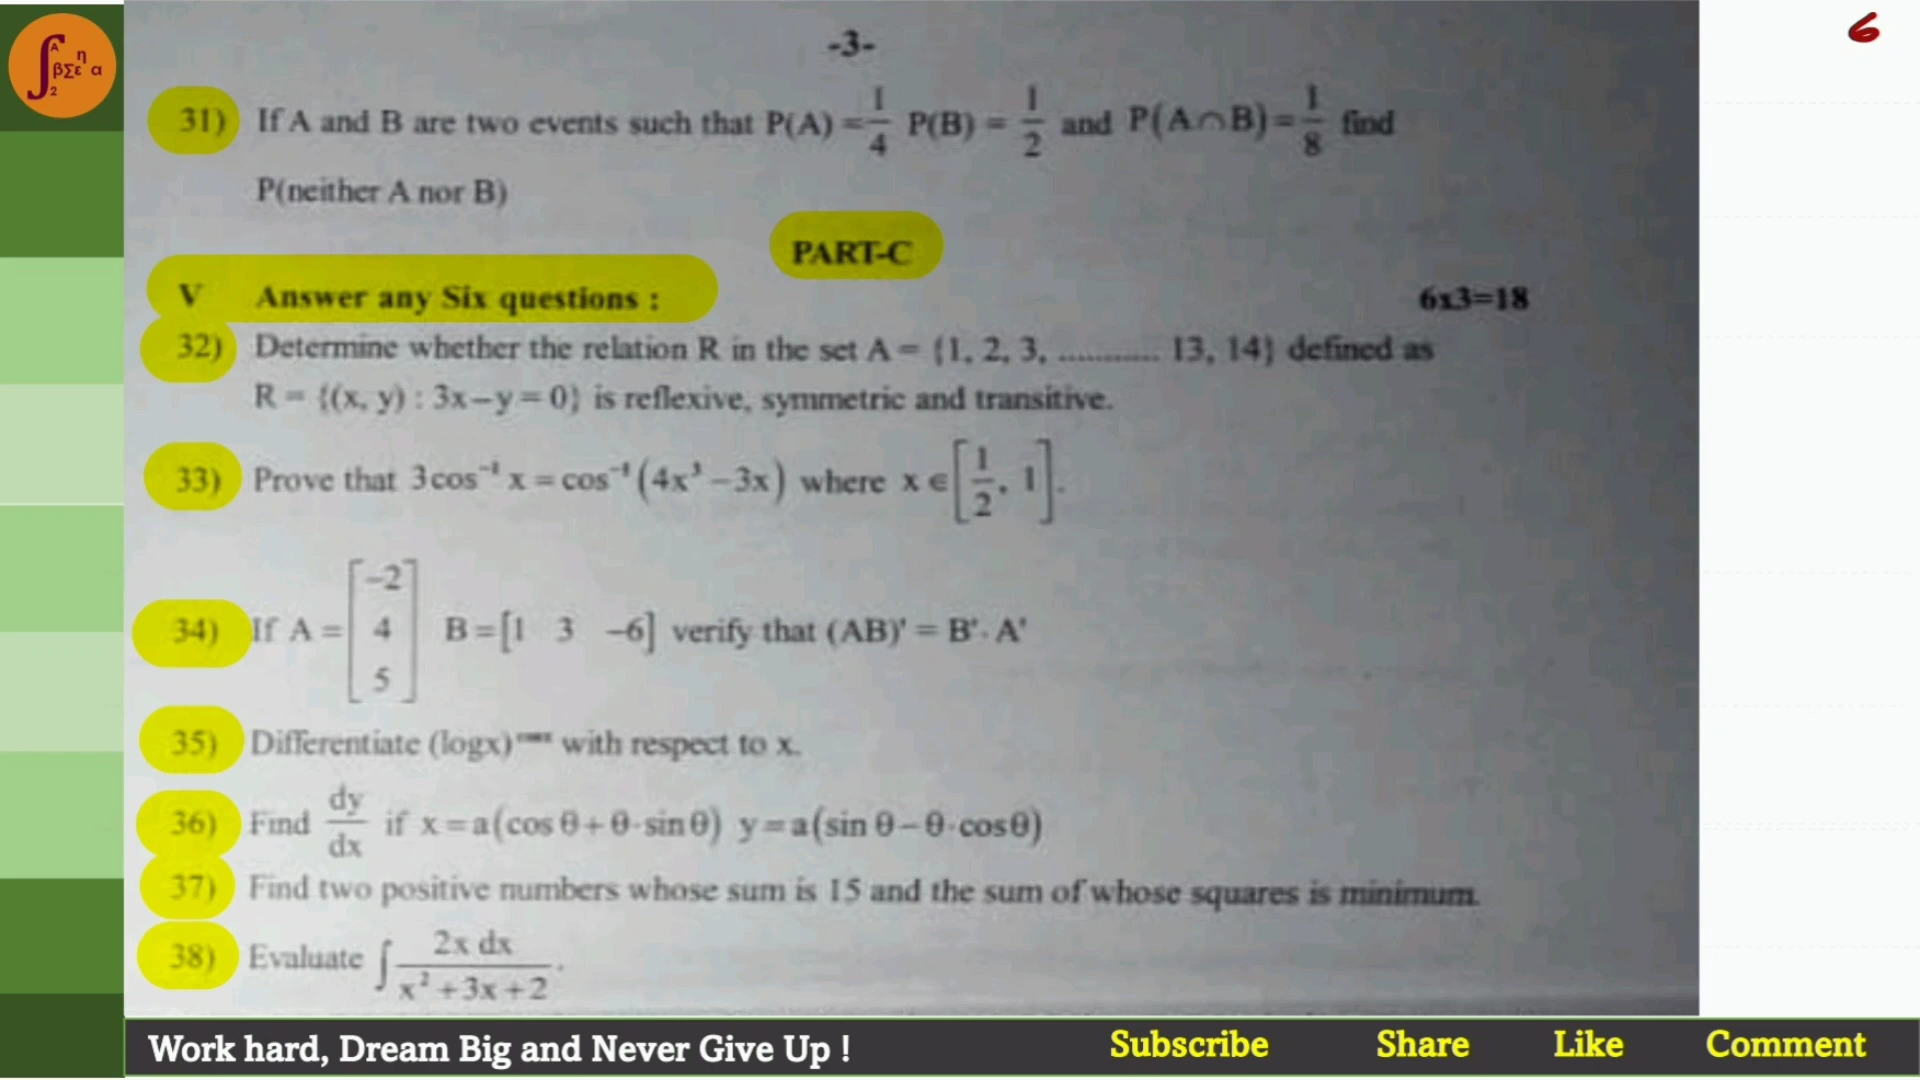 6
-3-
31) If A and B are two events such that P(A) = 1/4 P(B) = 1/2 and P(A∩B) = 1/8 find
P(neither A nor B)
PART-C
V Answer any Six questions : 6x3=18
32) Determine whether the relation R in the set A = {1, 2, 3, ............ 13, 14} defined as
R = {(x, y) : 3x−y = 0} is reflexive, symmetric and transitive.
33) Prove that 3cos⁻¹ x = cos⁻¹ (4x³ −3x) where x ∈ [1/2, 1].
34) If A = [−2 4 5] B = [1 3 −6] verify that (AB)' = B'. A'
35) Differentiate (logx) with respect to x.
36) Find dy/dx if x = a(cos θ + θ·sin θ) y = a(sin θ − θ·cosθ)
37) Find two positive numbers whose sum is 15 and the sum of whose squares is minimum.
38) Evaluate ∫ 2x dx / x² +3x +2 .
Work hard, Dream Big and Never Give Up ! Subscribe Share Like Comment